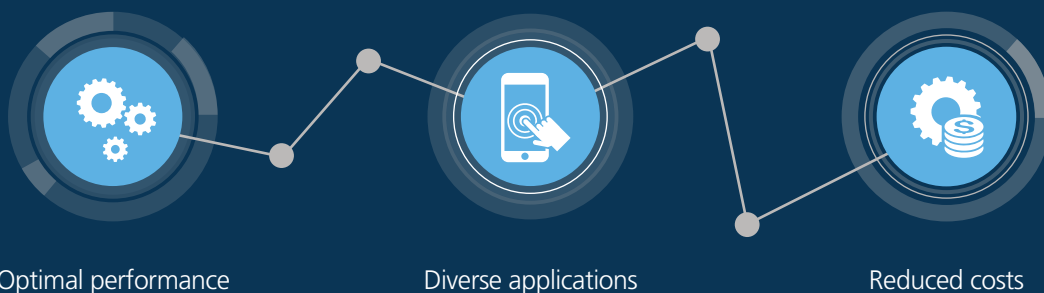 Optimal performance
Diverse applications
Reduced costs